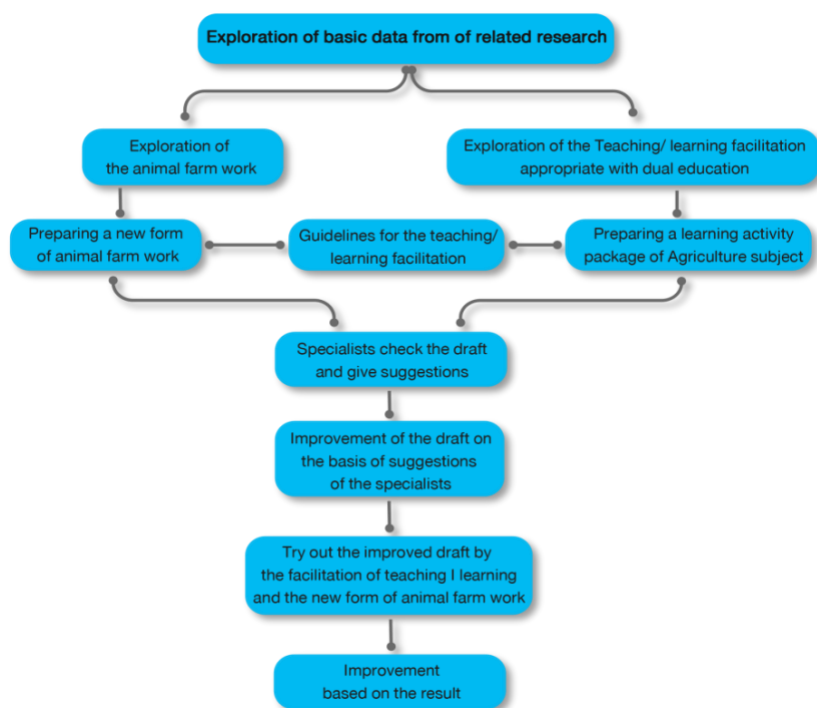 Exploration of basic data from of related research
Exploration of
the animal farm work
Exploration of the Teaching/ learning facilitation
appropriate with dual education
Preparing a new form
of animal farm work
Guidelines for the teaching/
learning facilitation
Preparing a learning activity
package of Agriculture subject
Specialists check the draft
and give suggestions
Improvement of the draft on
the basis of suggestions
of the specialists
Try out the improved draft by
the facilitation of teaching I learning
and the new form of animal farm work
Improvement
based on the result